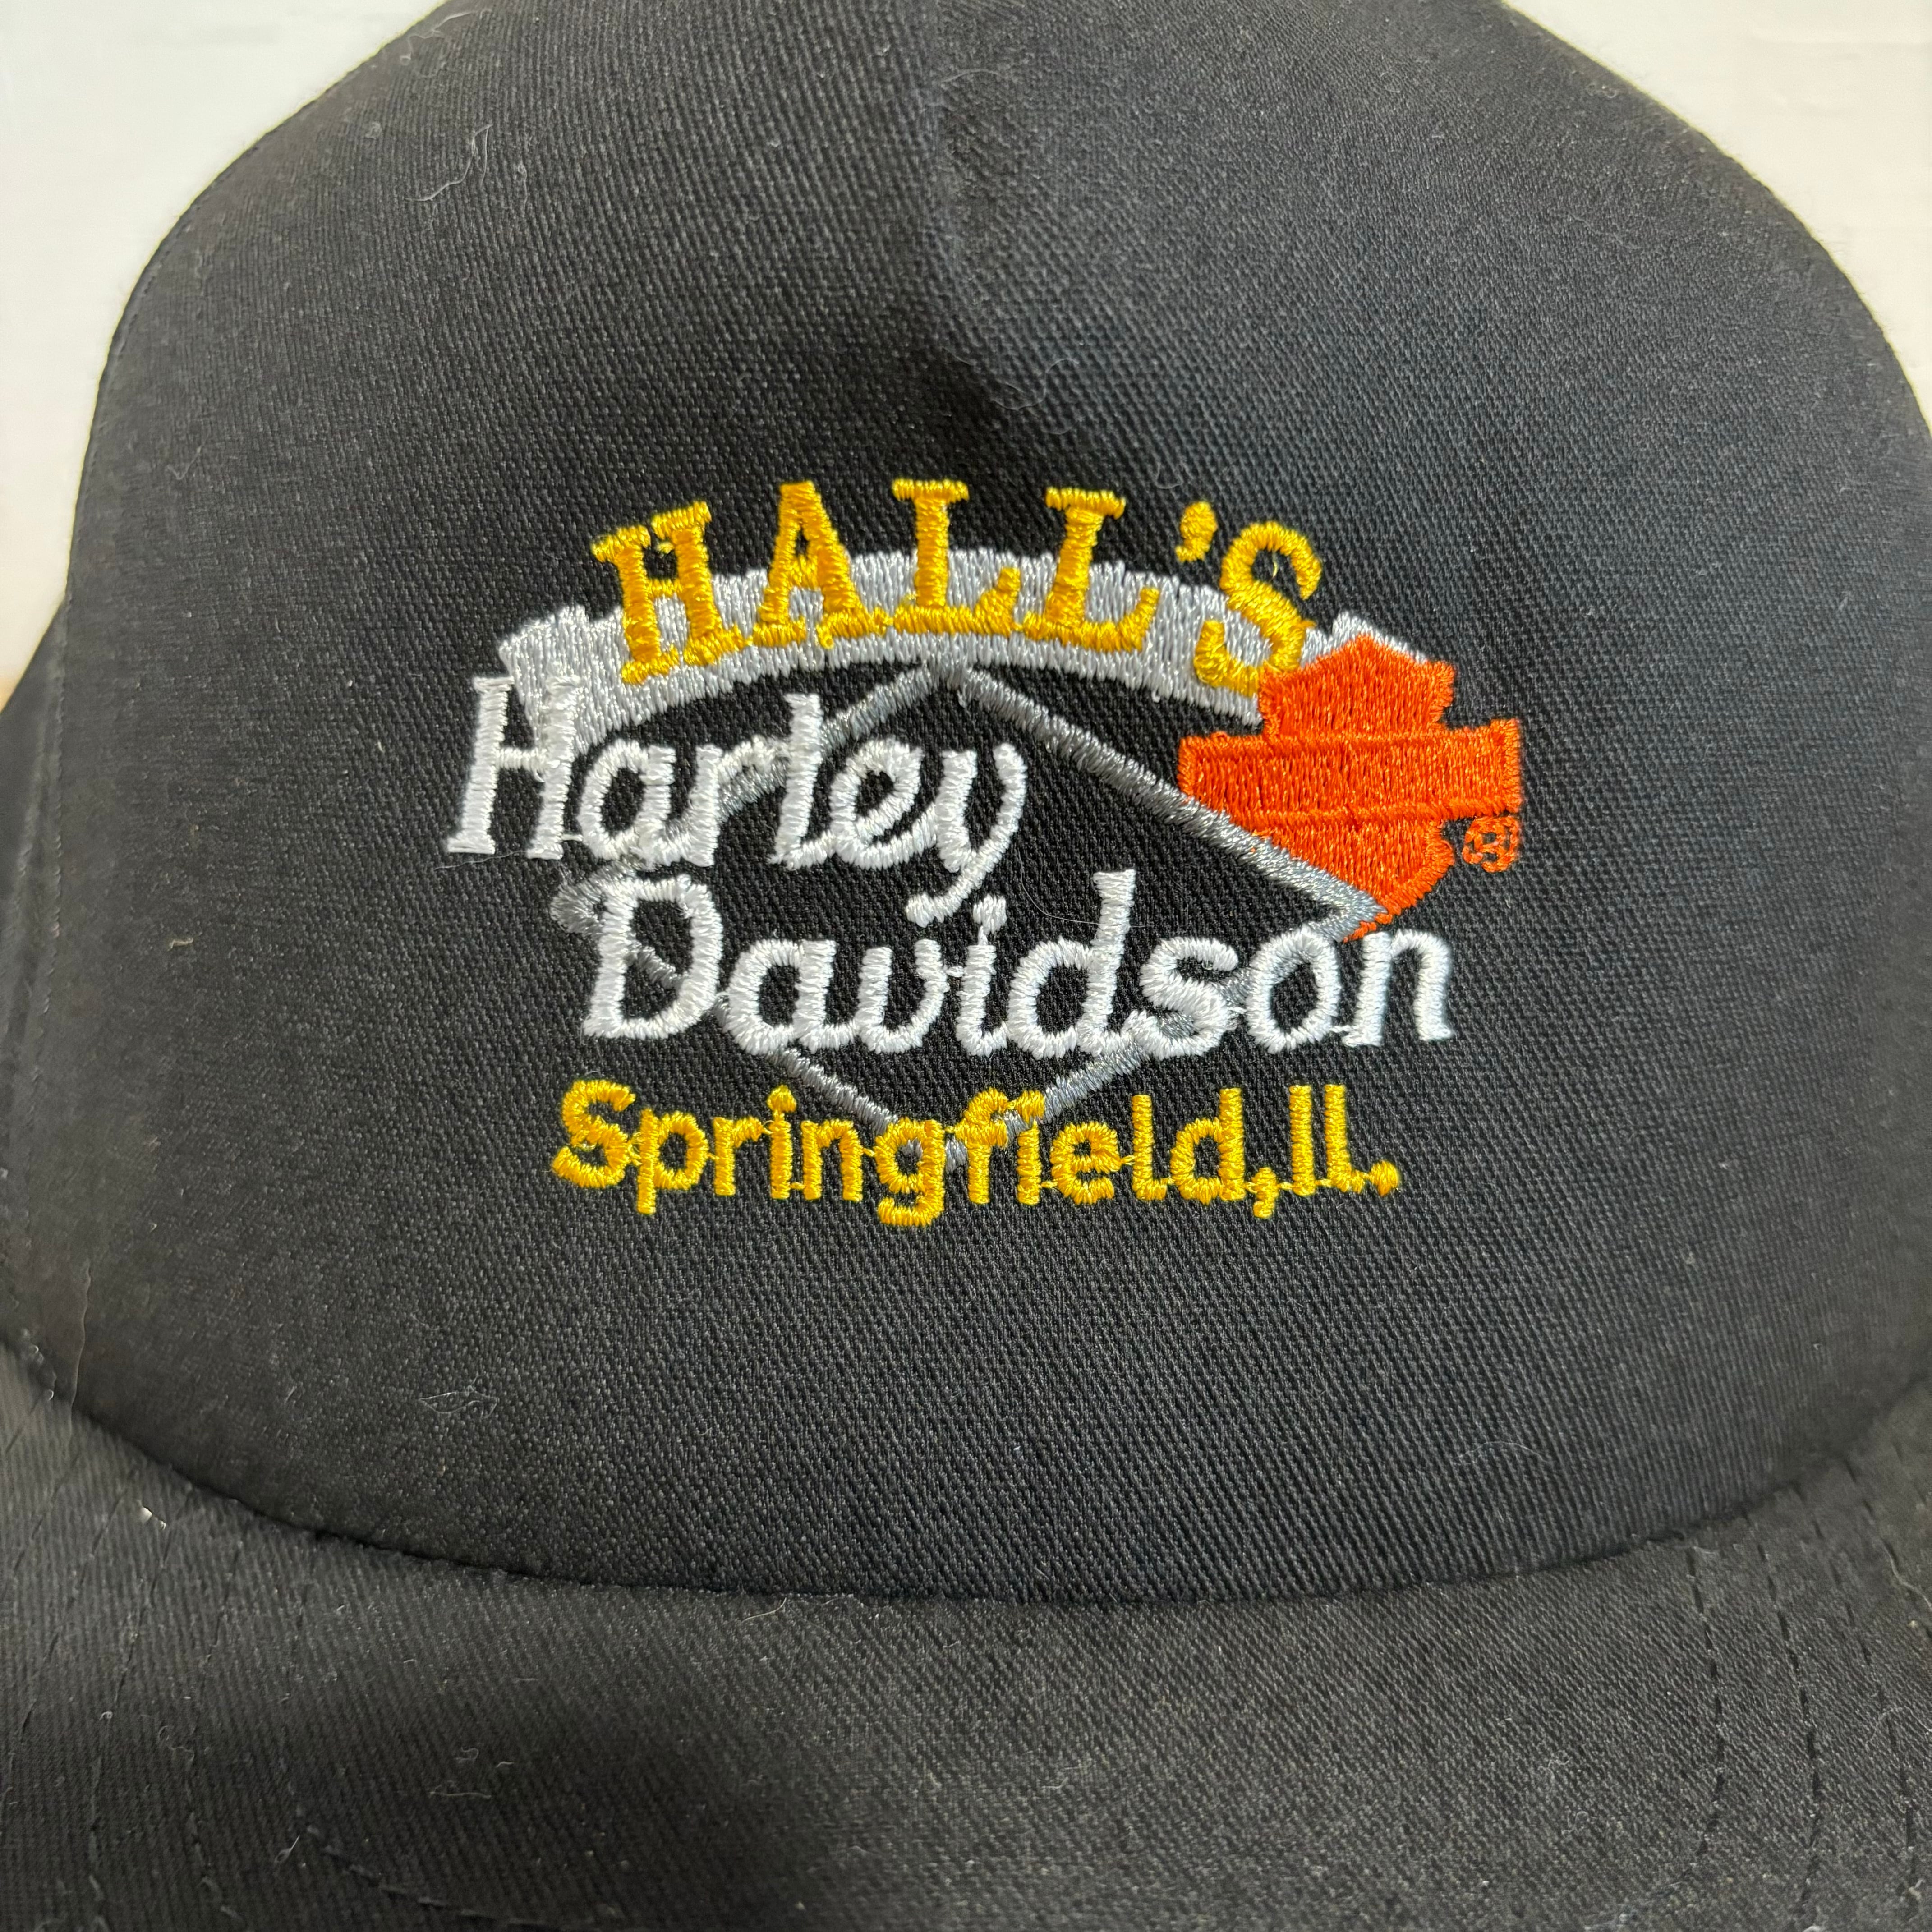 HALL'S
Harley
Davidson
Springfield, Il.
®